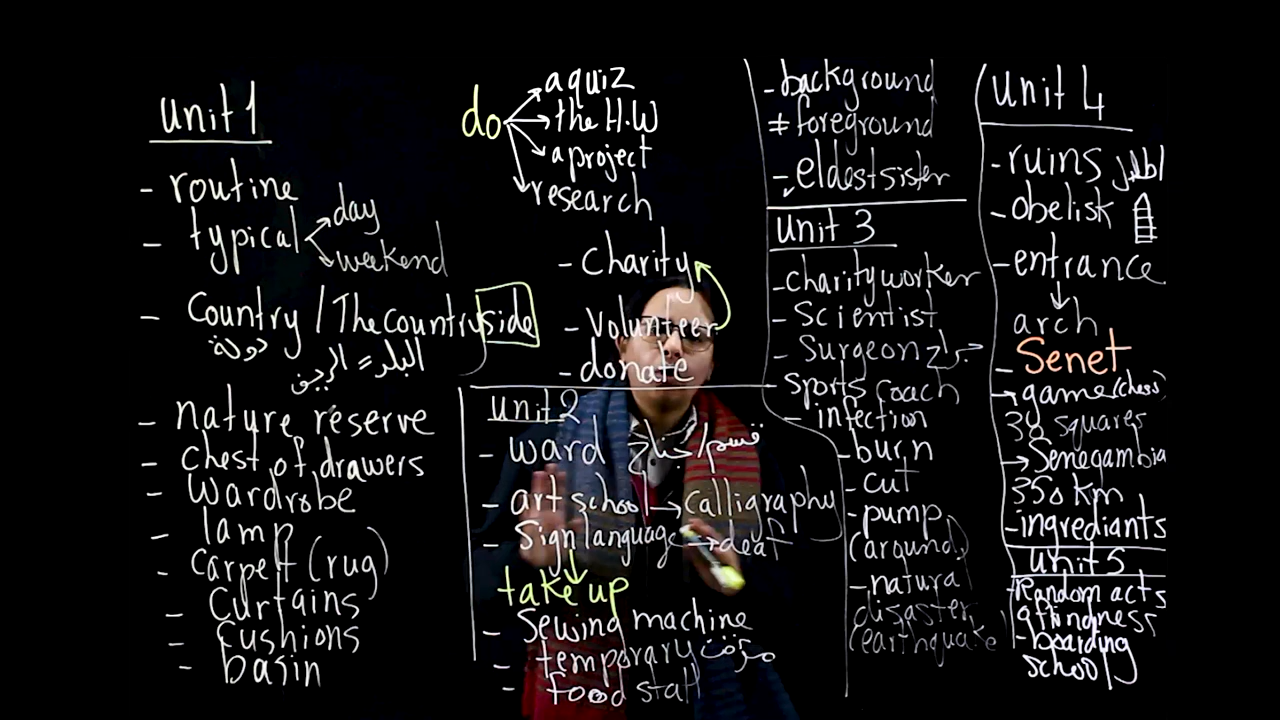 unit 1
- routine
- typical
day
weekend
- Country / The countryside
دولة
البلد = الريف
- nature reserve
- chest of drawers
- wardrobe
- lamp
- carpet (rug)
- curtains
- cushions
- basin
do
a quiz
the H.W
a project
research
- charity
- Volunteer
- donate
unit 2
- ward جناح / قسم
- art school → calligraphy
- Sign language → deaf
take up
- Sewing machine
- temporary مؤقت
- food stall
- background
≠ foreground
- eldest sister
unit 3
- charity worker
- Scientist
- Surgeon
- sports coach
- infection
- burn
- cut
- pump
(around)
- natural
disaster
(earthquake)
unit 4
- ruins
- obelisk
- entrance
arch
- Senet
→ game (chess)
30 squares
→ Senegambia
350 km
- ingrediants
unit 5
- Random acts
of kindness
- boarding
school